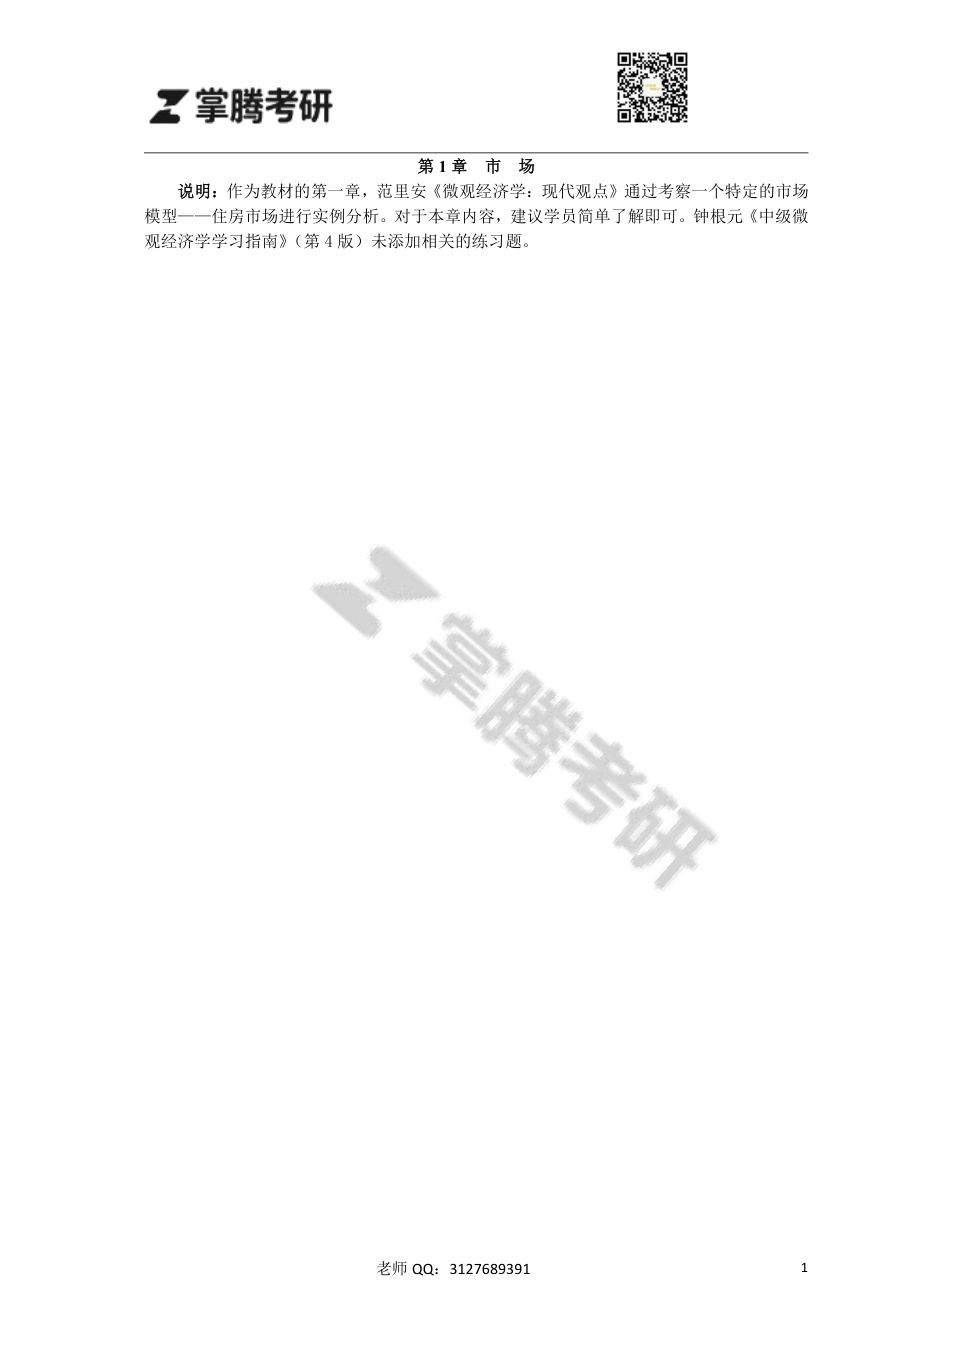 掌腾考研
第 1 章 市 场
说明：作为教材的第一章，范里安《微观经济学：现代观点》通过考察一个特定的市场
模型——住房市场进行实例分析。对于本章内容，建议学员简单了解即可。钟根元《中级微
观经济学学习指南》（第 4 版）未添加相关的练习题。
掌腾考研
老师 QQ：3127689391
1